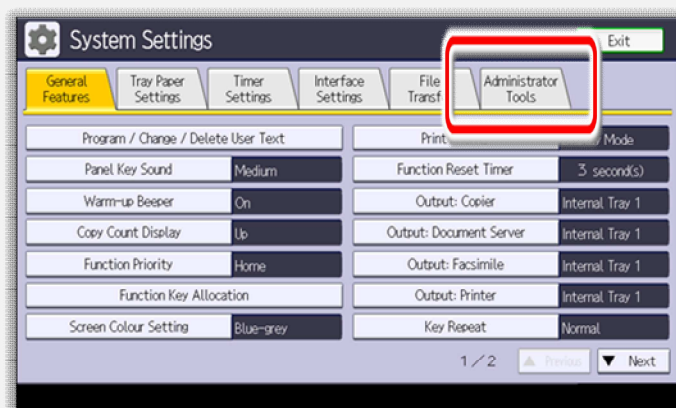 System Settings
Exit
General
Features
Tray Paper
Settings
Timer
Settings
Interface
Settings
File
Transf
Administrator
Tools
Program / Change / Delete User Text
Print
Mode
Panel Key Sound
Medium
Function Reset Timer
3 second(s)
Warm-up Beeper
On
Output: Copier
Internal Tray 1
Copy Count Display
Up
Output: Document Server
Internal Tray 1
Function Priority
Home
Output: Facsimile
Internal Tray 1
Function Key Allocation
Output: Printer
Internal Tray 1
Screen Colour Setting
Blue-grey
Key Repeat
Normal
1/2
▲ Previous
▼ Next